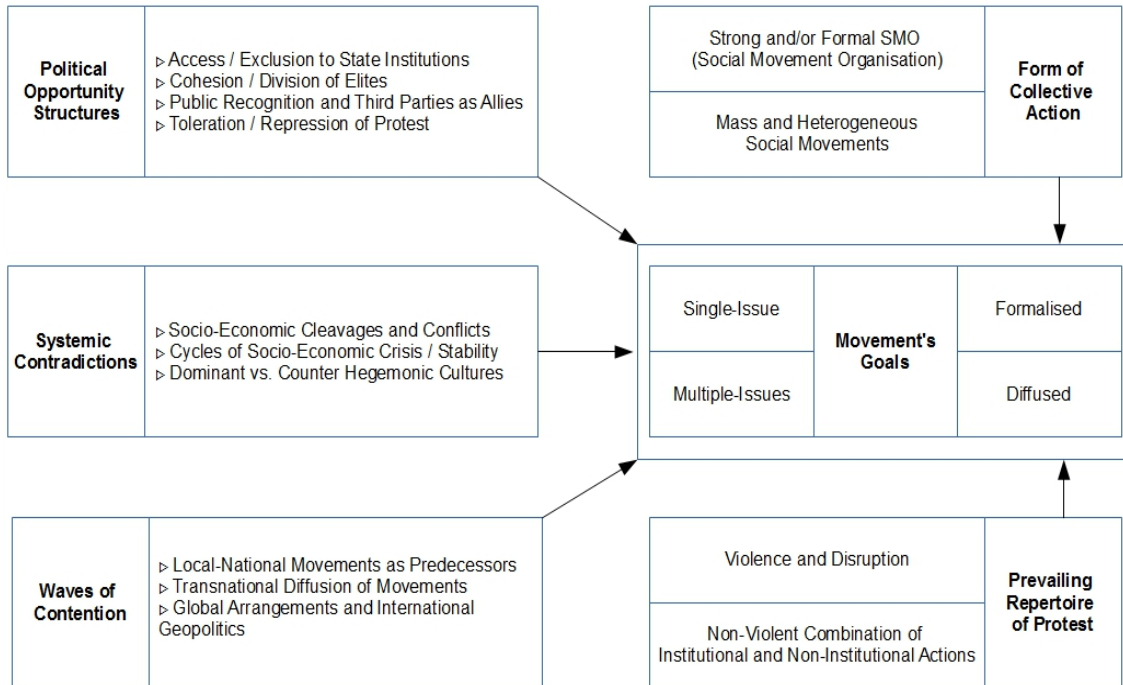 Political
Opportunity
Structures
▹ Access / Exclusion to State Institutions
▹ Cohesion / Division of Elites
▹ Public Recognition and Third Parties as Allies
▹ Toleration / Repression of Protest
Strong and/or Formal SMO
(Social Movement Organisation)
Mass and Heterogeneous
Social Movements
Form of
Collective
Action
Systemic
Contradictions
▹ Socio-Economic Cleavages and Conflicts
▹ Cycles of Socio-Economic Crisis / Stability
▹ Dominant vs. Counter Hegemonic Cultures
Single-Issue
Multiple-Issues
Movement's
Goals
Formalised
Diffused
Waves of
Contention
▹ Local-National Movements as Predecessors
▹ Transnational Diffusion of Movements
▹ Global Arrangements and International
Geopolitics
Violence and Disruption
Non-Violent Combination of
Institutional and Non-Institutional Actions
Prevailing
Repertoire
of Protest